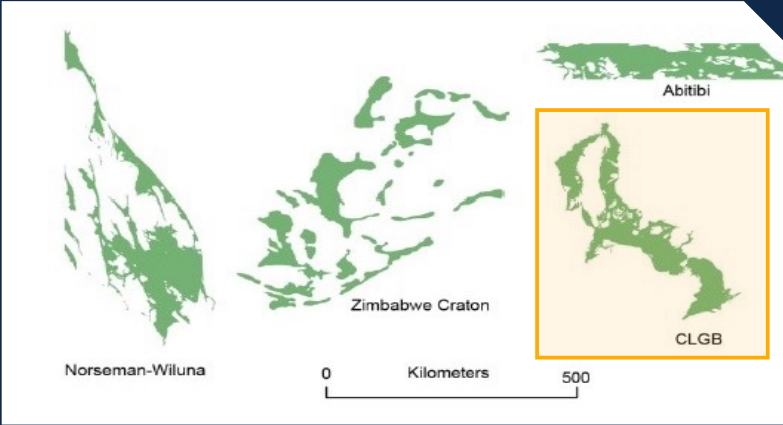 Abitibi
Zimbabwe Craton
CLGB
Norseman-Wiluna
0 Kilometers 500